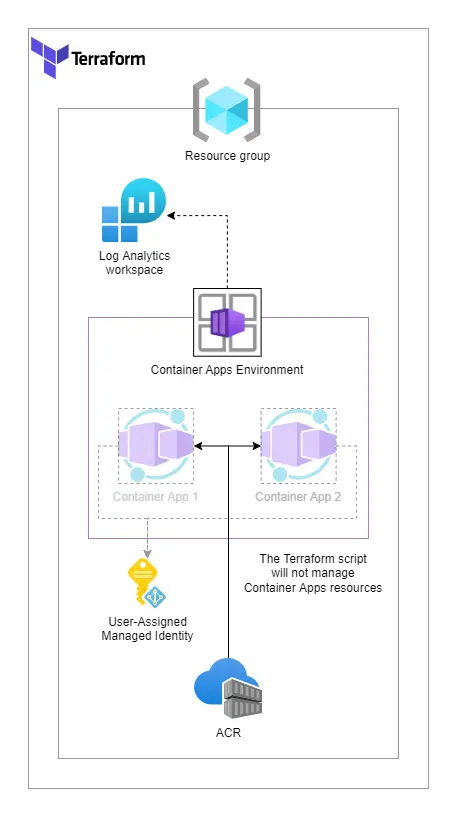 Terraform
Resource group
Log Analytics
workspace
Container Apps Environment
Container App 1
Container App 2
The Terraform script
will not manage
Container Apps resources
User-Assigned
Managed Identity
ACR